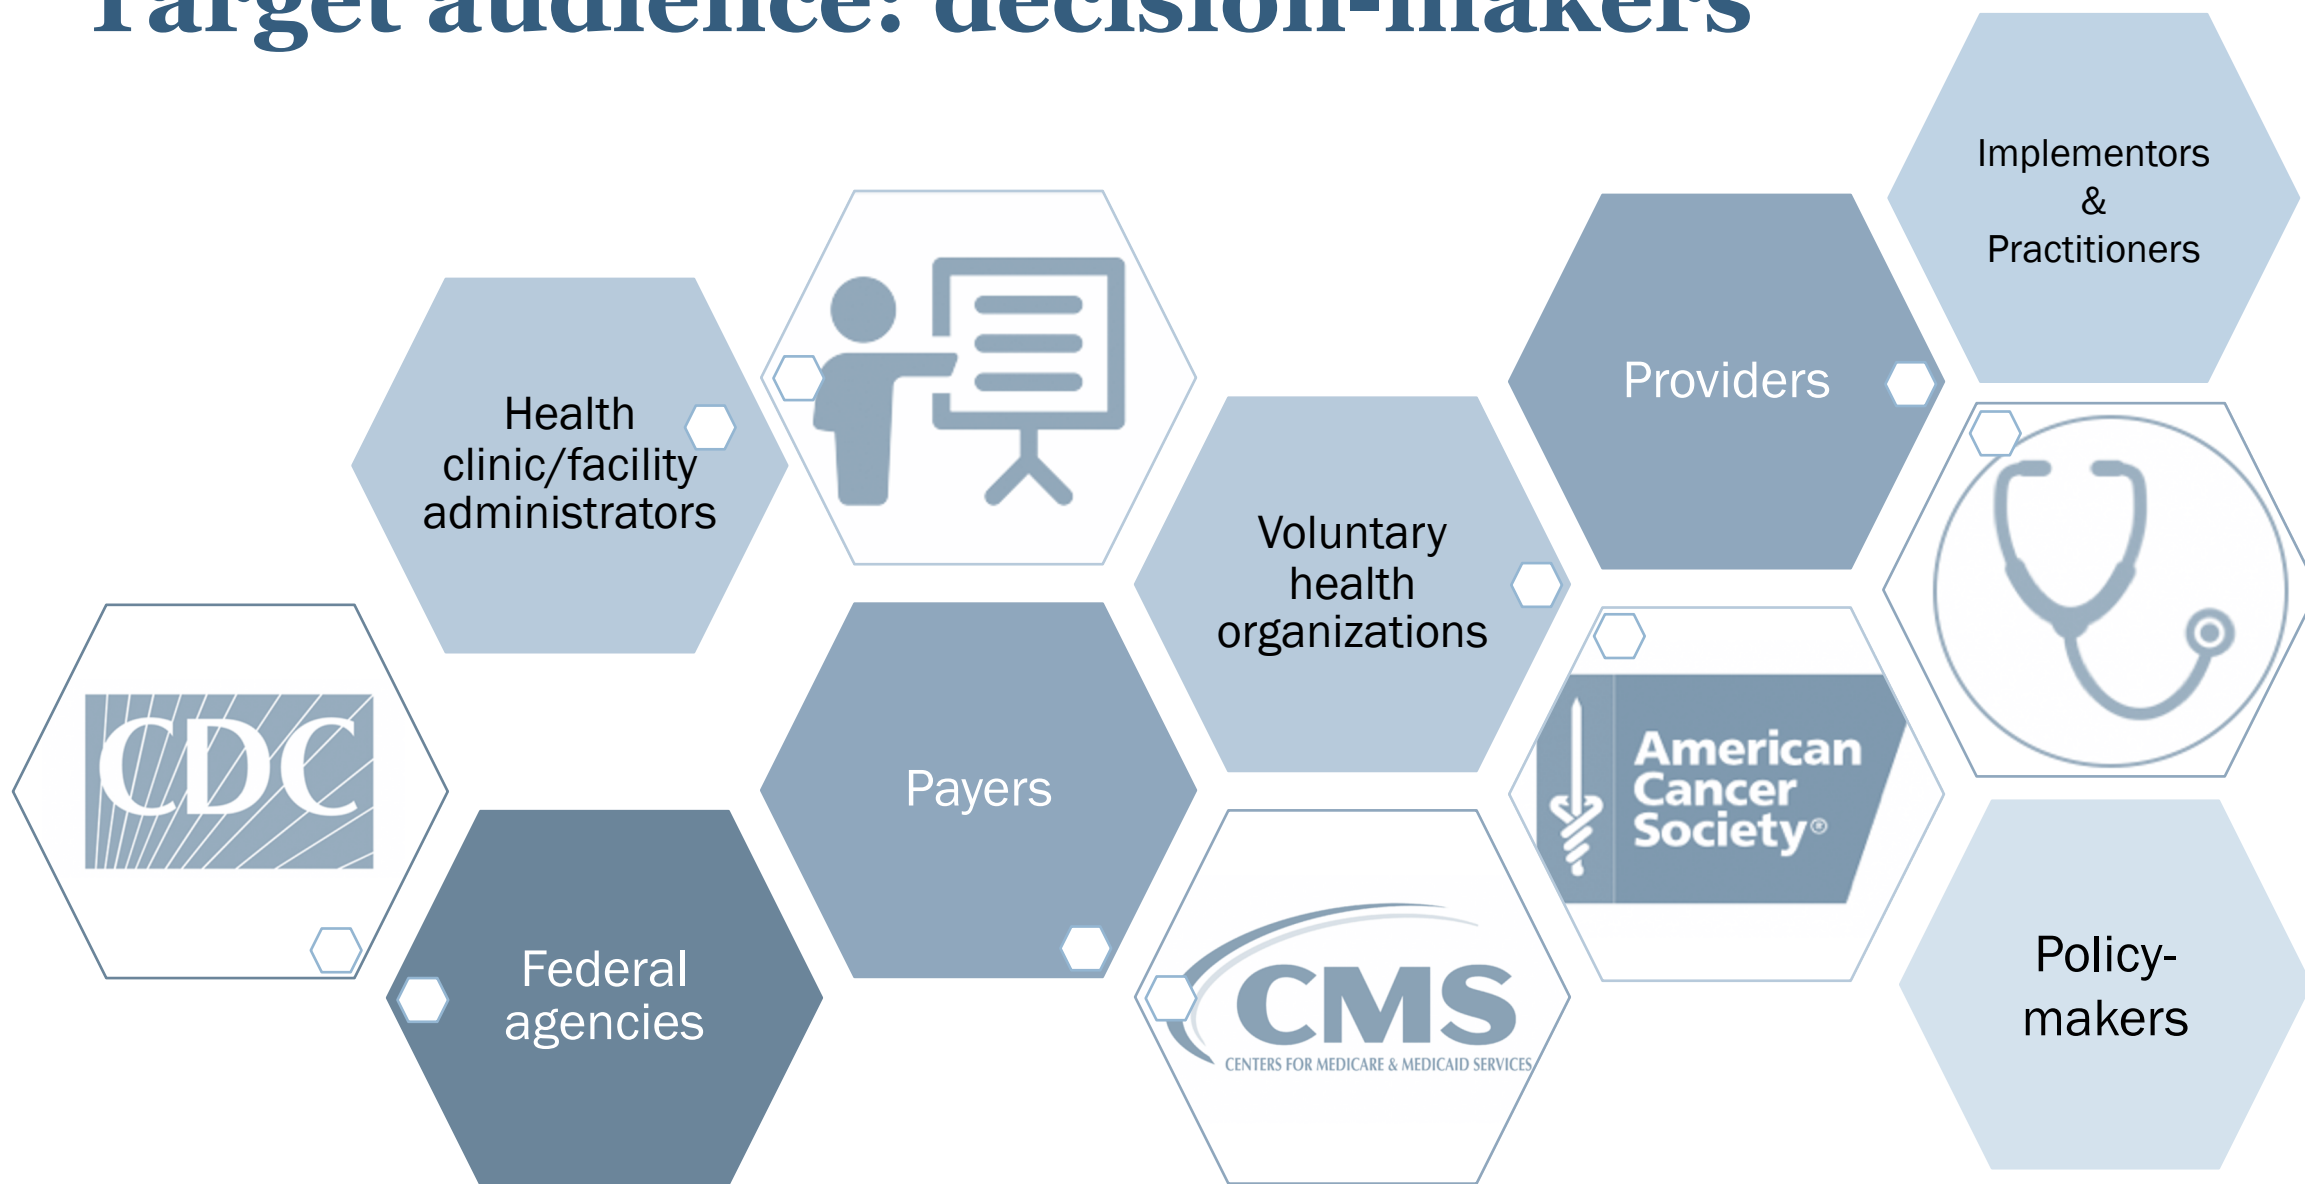 Target audience: decision-makers
Implementors
&
Practitioners
Providers
Health
clinic/facility
administrators
Voluntary
health
organizations
CDC
Payers
American
Cancer
Society®
Federal
agencies
CMS
CENTERS FOR MEDICARE & MEDICAID SERVICES
Policy-
makers